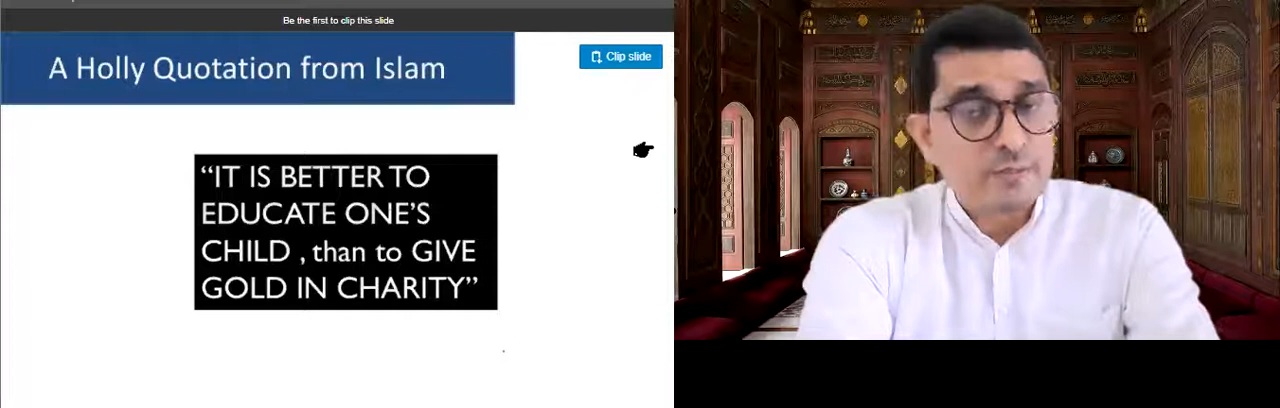 Be the first to clip this slide
A Holly Quotation from Islam
Clip slide
“IT IS BETTER TO
EDUCATE ONE’S
CHILD , than to GIVE
GOLD IN CHARITY”